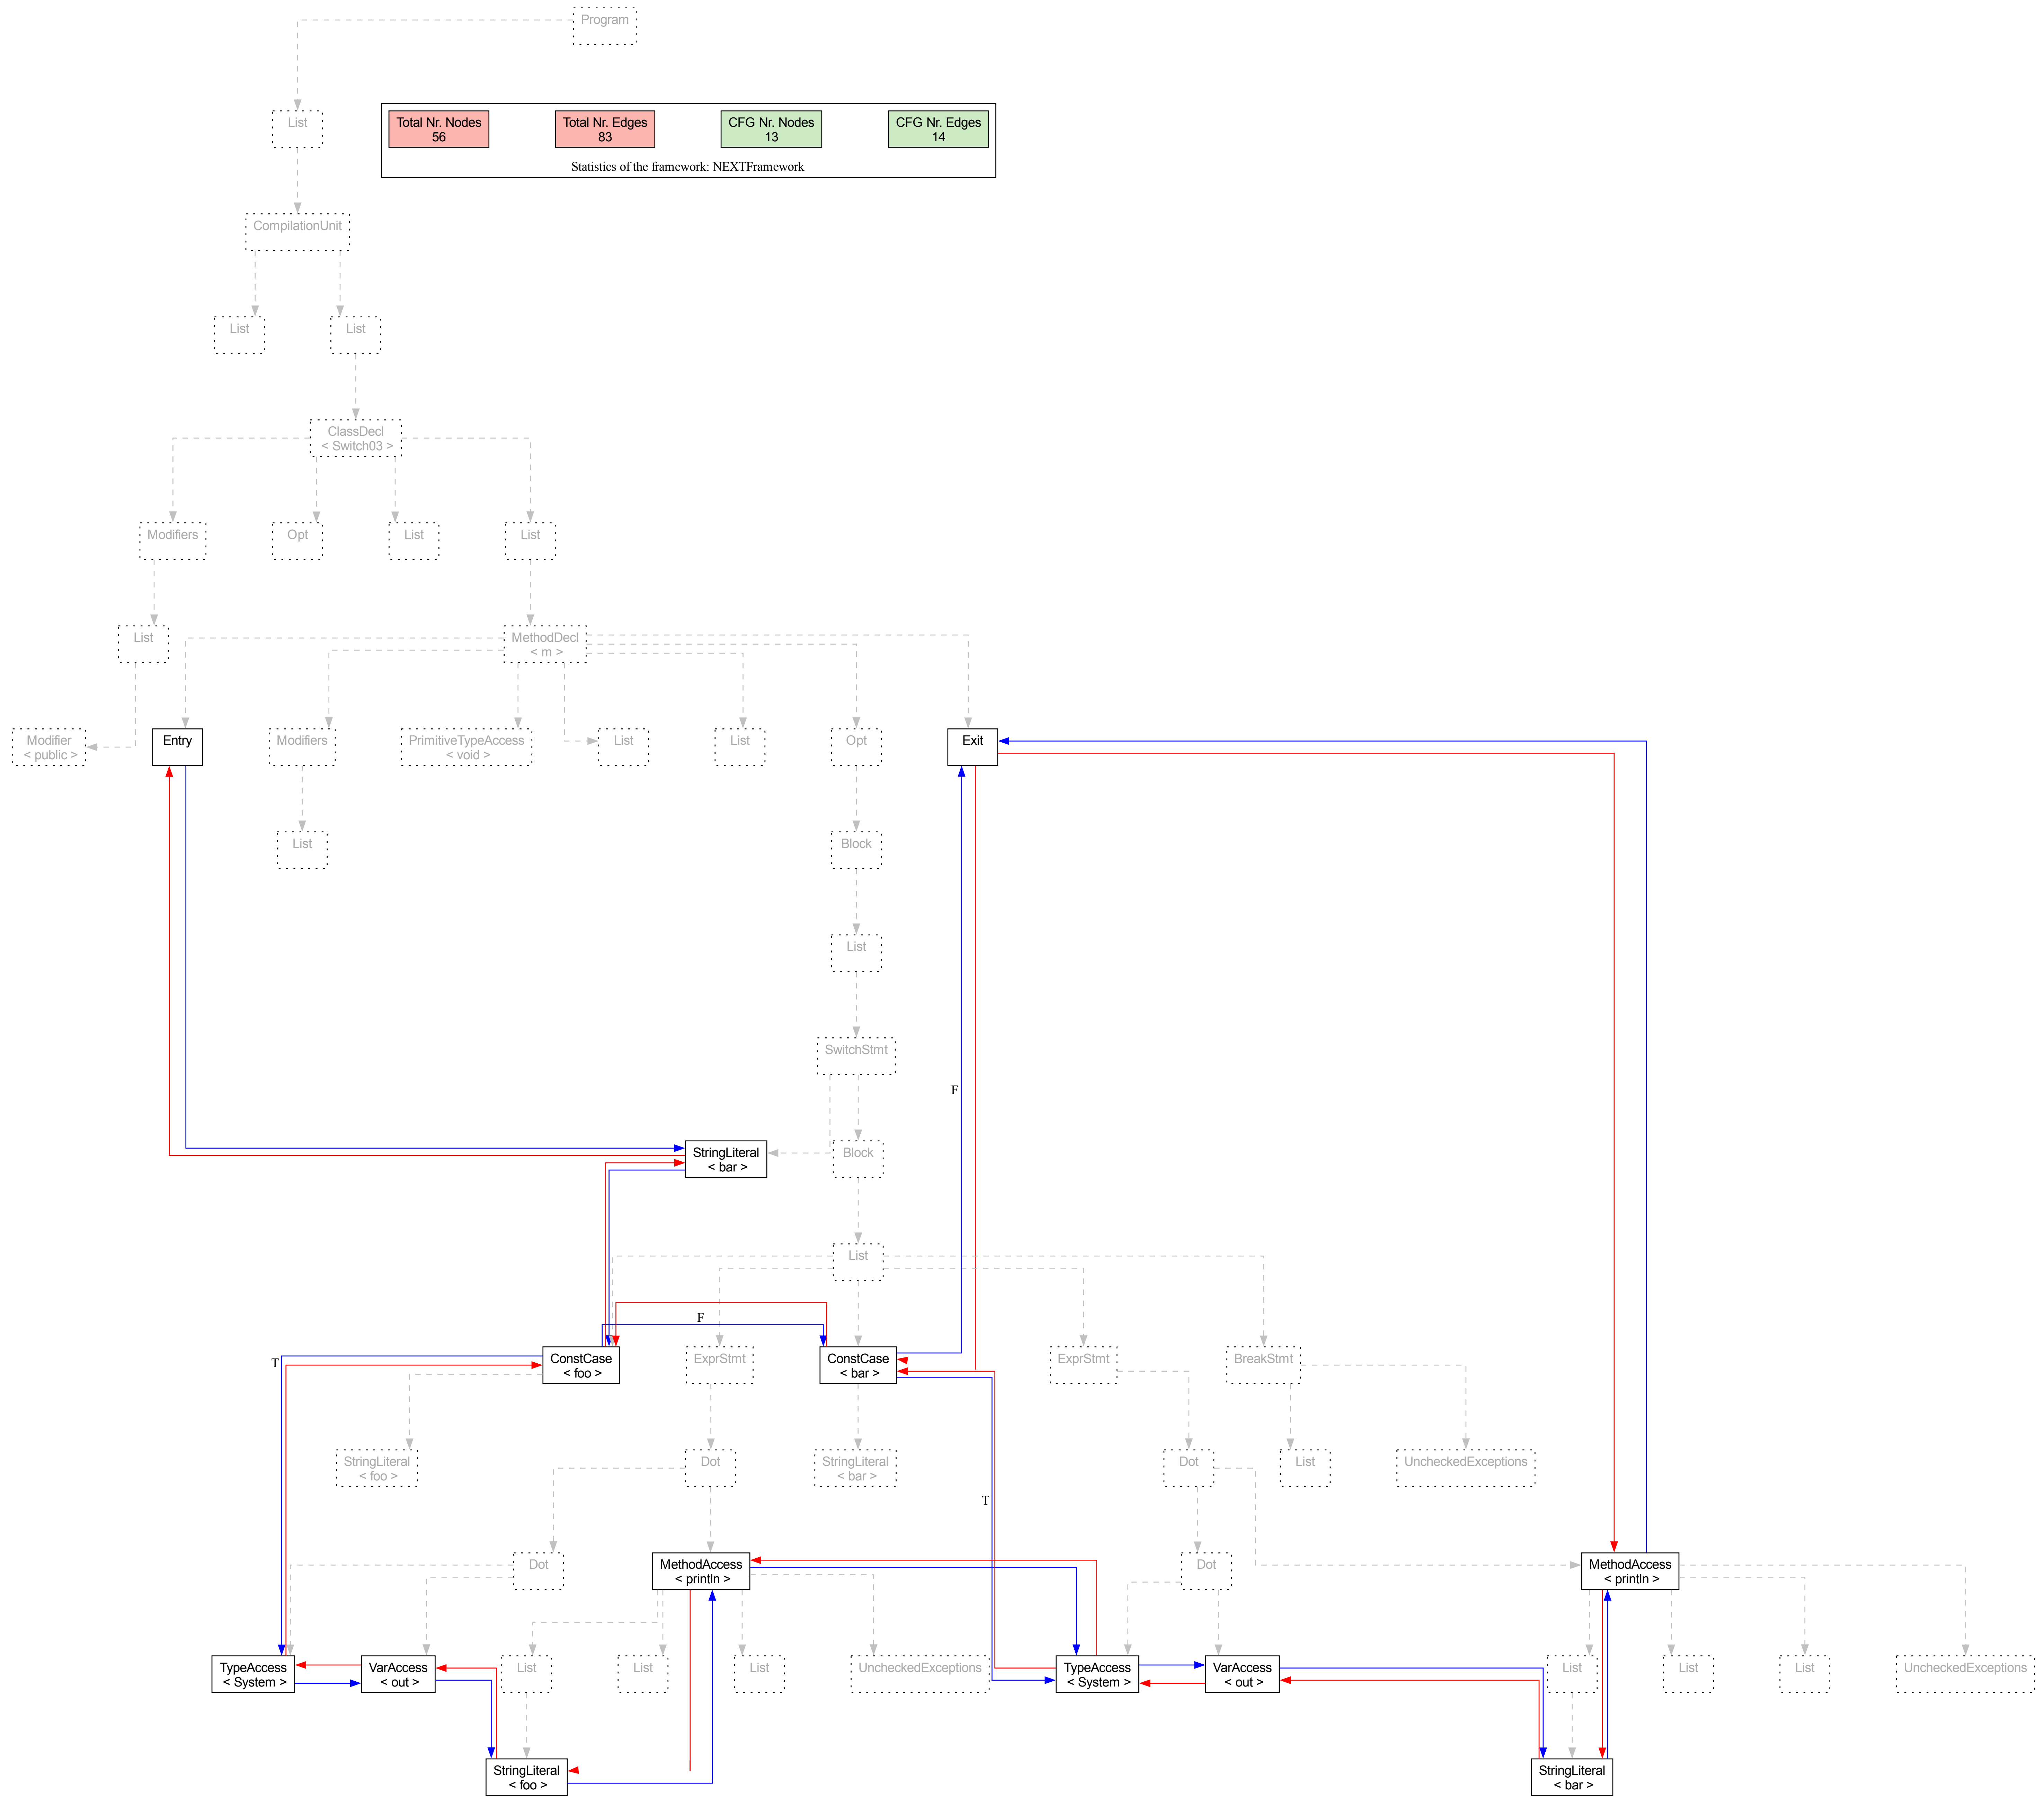 Program
List
Total Nr. Nodes
56
Total Nr. Edges
83
CFG Nr. Nodes
13
CFG Nr. Edges
14
Statistics of the framework: NEXTFramework
CompilationUnit
List
List
ClassDecl
< Switch03 >
Modifiers
Opt
List
List
List
MethodDecl
< m >
Modifier
< public >
Entry
Modifiers
PrimitiveTypeAccess
< void >
List
List
Opt
Exit
List
Block
List
SwitchStmt
F
StringLiteral
< bar >
Block
List
F
T
ConstCase
< foo >
ExprStmt
ConstCase
< bar >
ExprStmt
BreakStmt
StringLiteral
< foo >
Dot
StringLiteral
< bar >
Dot
List
UncheckedExceptions
T
Dot
MethodAccess
< println >
Dot
MethodAccess
< println >
TypeAccess
< System >
VarAccess
< out >
List
List
List
UncheckedExceptions
TypeAccess
< System >
VarAccess
< out >
List
List
List
UncheckedExceptions
StringLiteral
< foo >
StringLiteral
< bar >